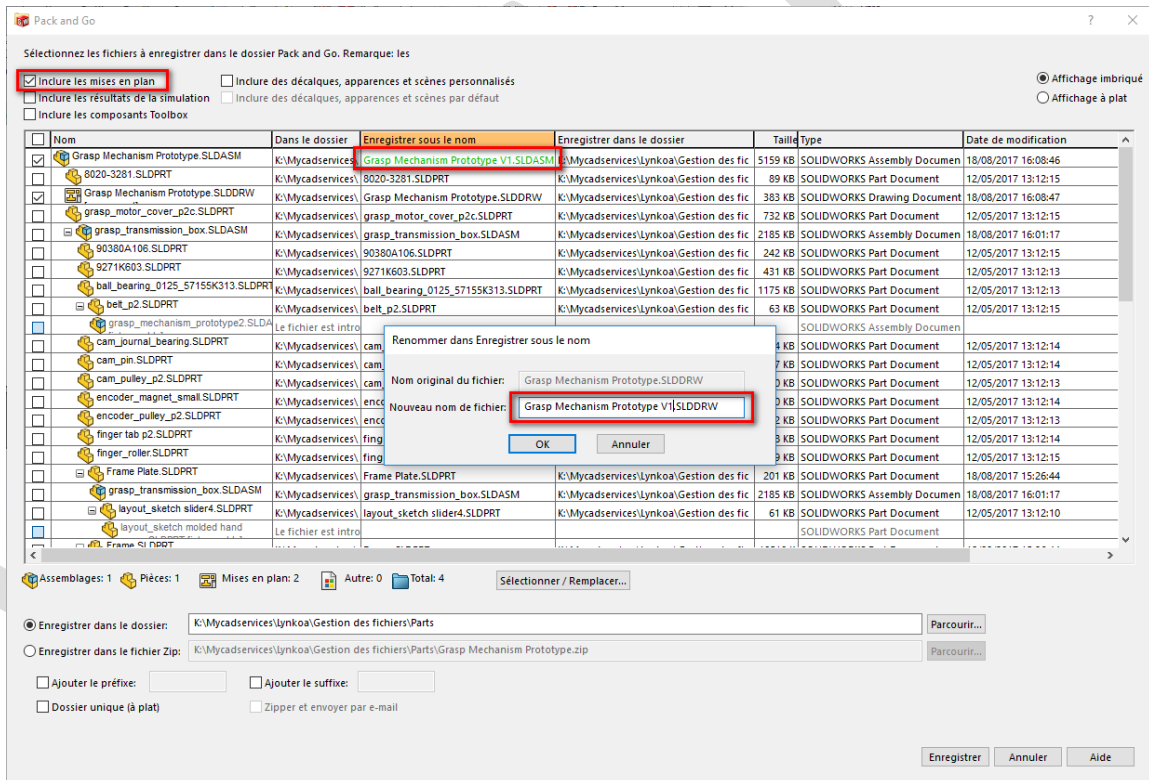 Pack and Go
Sélectionnez les fichiers à enregistrer dans le dossier Pack and Go. Remarque: les
Inclure les mises en plan Inclure des décalques, apparences et scènes personnalisés Affichage imbriqué
Inclure les résultats de la simulation Inclure des décalques, apparences et scènes par défaut Affichage à plat
Inclure les composants Toolbox
Nom Dans le dossier Enregistrer sous le nom Enregistrer dans le dossier Taille Type Date de modification
Grasp Mechanism Prototype.SLDASM K:\Mycadservices\ Grasp Mechanism Prototype V1.SLDASM K:\Mycadservices\Lynkoa\Gestion des fic 5159 KB SOLIDWORKS Assembly Documen 18/08/2017 16:08:46
8020-3281.SLDPRT K:\Mycadservices\ 8020-3281.SLDPRT K:\Mycadservices\Lynkoa\Gestion des fic 89 KB SOLIDWORKS Part Document 12/05/2017 13:12:15
Grasp Mechanism Prototype.SLDDRW K:\Mycadservices\ Grasp Mechanism Prototype.SLDDRW K:\Mycadservices\Lynkoa\Gestion des fic 383 KB SOLIDWORKS Drawing Document 18/08/2017 16:08:47
grasp_motor_cover_p2c.SLDPRT K:\Mycadservices\ grasp_motor_cover_p2c.SLDPRT K:\Mycadservices\Lynkoa\Gestion des fic 732 KB SOLIDWORKS Part Document 12/05/2017 13:12:15
grasp_transmission_box.SLDASM K:\Mycadservices\ grasp_transmission_box.SLDASM K:\Mycadservices\Lynkoa\Gestion des fic 2185 KB SOLIDWORKS Assembly Documen 18/08/2017 16:01:17
90380A106.SLDPRT K:\Mycadservices\ 90380A106.SLDPRT K:\Mycadservices\Lynkoa\Gestion des fic 242 KB SOLIDWORKS Part Document 12/05/2017 13:12:15
9271K603.SLDPRT K:\Mycadservices\ 9271K603.SLDPRT K:\Mycadservices\Lynkoa\Gestion des fic 431 KB SOLIDWORKS Part Document 12/05/2017 13:12:13
ball_bearing_0125_57155K313.SLDPRT K:\Mycadservices\ ball_bearing_0125_57155K313.SLDPRT K:\Mycadservices\Lynkoa\Gestion des fic 1175 KB SOLIDWORKS Part Document 12/05/2017 13:12:13
belt_p2.SLDPRT K:\Mycadservices\ belt_p2.SLDPRT K:\Mycadservices\Lynkoa\Gestion des fic 63 KB SOLIDWORKS Part Document 12/05/2017 13:12:15
grasp_mechanism_prototype2.SLDA Le fichier est intro SOLIDWORKS Assembly Documen
cam_journal_bearing.SLDPRT K:\Mycadservices\ cam KB SOLIDWORKS Part Document 12/05/2017 13:12:14
cam_pin.SLDPRT K:\Mycadservices\ cam KB SOLIDWORKS Part Document 12/05/2017 13:12:14
cam_pulley_p2.SLDPRT K:\Mycadservices\ cam KB SOLIDWORKS Part Document 12/05/2017 13:12:13
encoder_magnet_small.SLDPRT K:\Mycadservices\ enc KB SOLIDWORKS Part Document 12/05/2017 13:12:14
encoder_pulley_p2.SLDPRT K:\Mycadservices\ enc KB SOLIDWORKS Part Document 12/05/2017 13:12:13
finger tab p2.SLDPRT K:\Mycadservices\ fing KB SOLIDWORKS Part Document 12/05/2017 13:12:14
finger_roller.SLDPRT K:\Mycadservices\ fing KB SOLIDWORKS Part Document 12/05/2017 13:12:13
Frame Plate.SLDPRT K:\Mycadservices\ Frame Plate.SLDPRT K:\Mycadservices\Lynkoa\Gestion des fic 201 KB SOLIDWORKS Part Document 18/08/2017 15:26:44
grasp_transmission_box.SLDASM K:\Mycadservices\ grasp_transmission_box.SLDASM K:\Mycadservices\Lynkoa\Gestion des fic 2185 KB SOLIDWORKS Assembly Documen 18/08/2017 16:01:17
layout_sketch slider4.SLDPRT K:\Mycadservices\ layout_sketch slider4.SLDPRT K:\Mycadservices\Lynkoa\Gestion des fic 61 KB SOLIDWORKS Part Document 12/05/2017 13:12:10
layout_sketch molded hand Le fichier est intro SOLIDWORKS Part Document
Frame SLDPRT
Renommer dans Enregistrer sous le nom
Nom original du fichier: Grasp Mechanism Prototype.SLDDRW
Nouveau nom de fichier: Grasp Mechanism Prototype V1.SLDDRW
OK Annuler
Assemblages: 1 Pièces: 1 Mises en plan: 2 Autre: 0 Total: 4 Sélectionner / Remplacer...
Enregistrer dans le dossier: K:\Mycadservices\Lynkoa\Gestion des fichiers\Parts Parcourir...
Enregistrer dans le fichier Zip: K:\Mycadservices\Lynkoa\Gestion des fichiers\Parts\Grasp Mechanism Prototype.zip Parcourir...
Ajouter le préfixe: Ajouter le suffixe:
Dossier unique (à plat) Zipper et envoyer par e-mail
Enregistrer Annuler Aide